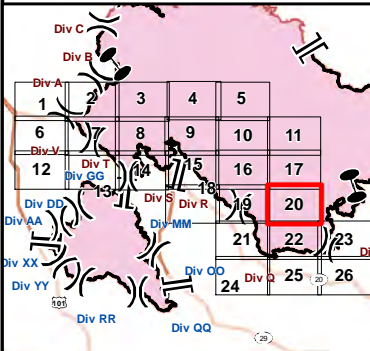 Div C
Div B
Div A
1
2
3
4
5
6
7
8
9
10
11
Div V
12
Div T
Div GG
13
14
15
16
17
18
Div S
Div R
19
20
Div DD
Div AA
Div MM
21
22
23
Div XX
Div YY
101
Div OO
Div Q
24
25
20
26
Div RR
Div QQ
29